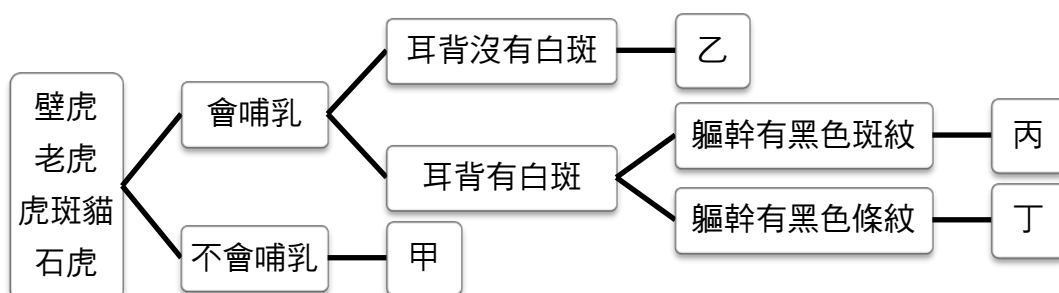 壁虎
老虎
虎斑貓
石虎
會哺乳
不會哺乳
耳背沒有白斑
耳背有白斑
甲
乙
軀幹有黑色斑紋
軀幹有黑色條紋
丙
丁